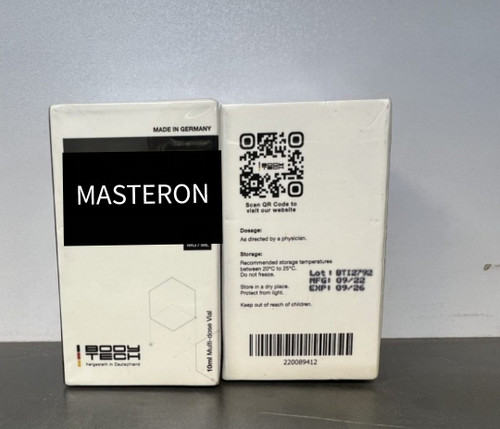 MADE IN GERMANY
MASTERON
BODY
TECH
hergestellt in Deutschland
10ml Multi-dose Vial
BODY
TECH
Scan QR Code to
visit our website
Dosage:
As directed by a physician.
Storage:
Recommended storage temperatures
between 20°C to 25°C.
Do not freeze.
Store in a dry place.
Protect from light.
Keep out of reach of children.
Lot : BTI2792
MFG: 09/22
EXP: 09/26
220089412